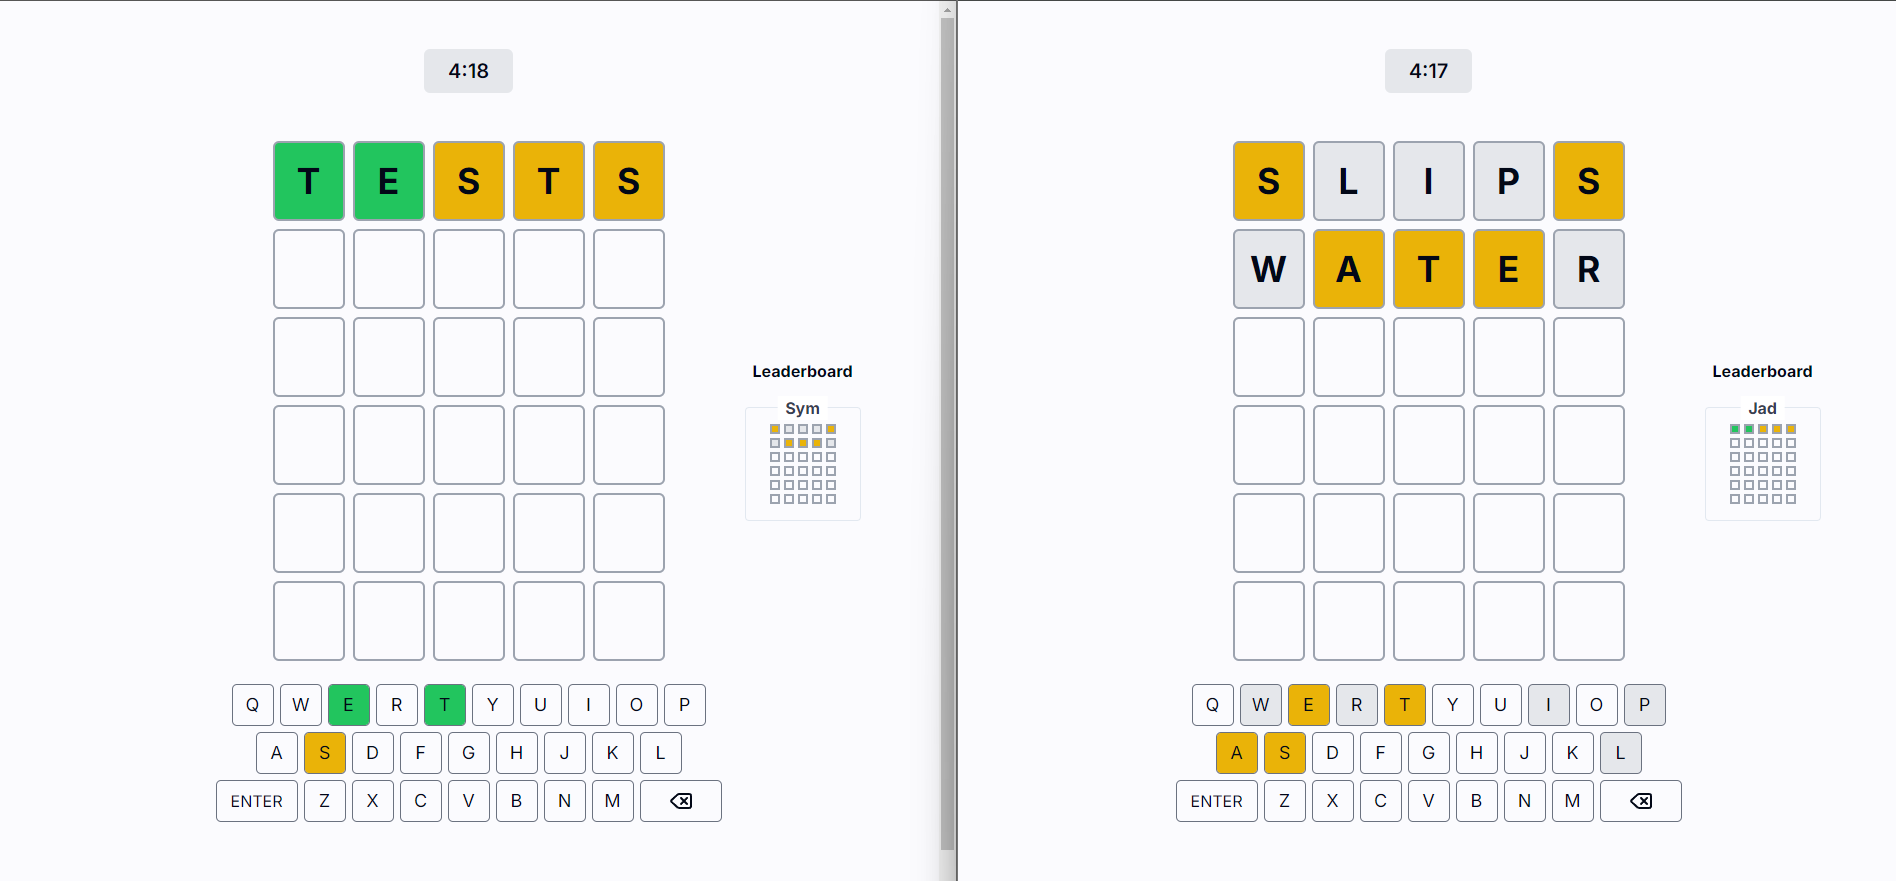 4:18
T E S T S
Leaderboard
Sym
Q W E R T Y U I O P
A S D F G H J K L
ENTER Z X C V B N M
4:17
S L I P S
W A T E R
Leaderboard
Jad
Q W E R T Y U I O P
A S D F G H J K L
ENTER Z X C V B N M